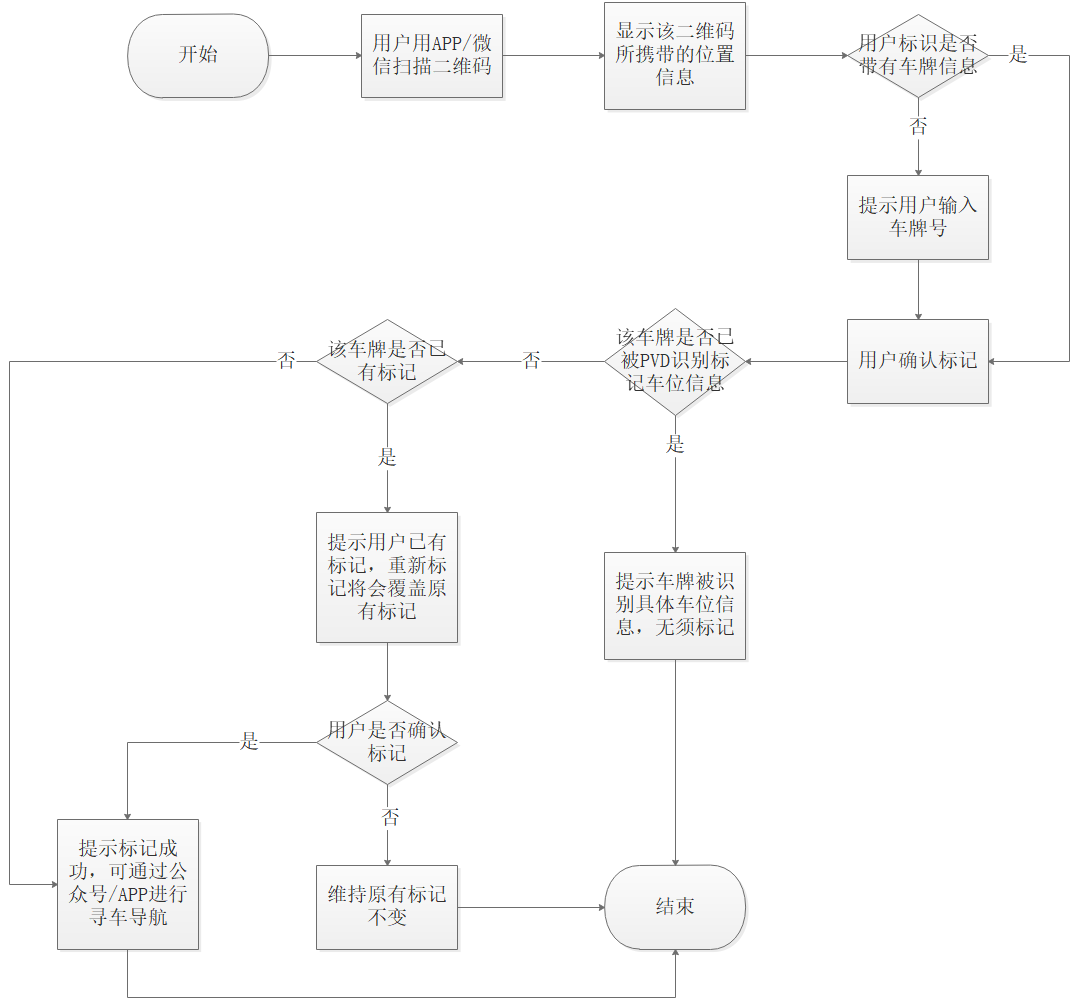 开始
用户用APP/微
信扫描二维码
显示该二维码
所携带的位置
信息
用户标识是否
带有车牌信息
是
否
提示用户输入
车牌号
用户确认标记
该车牌是否已
被PVD识别标
记车位信息
否
该车牌是否已
有标记
否
是
是
提示用户已有
标记，重新标
记将会覆盖原
有标记
提示车牌被识
别具体车位信
息，无须标记
用户是否确认
标记
是
否
提示标记成
功，可通过公
众号/APP进行
寻车导航
维持原有标记
不变
结束